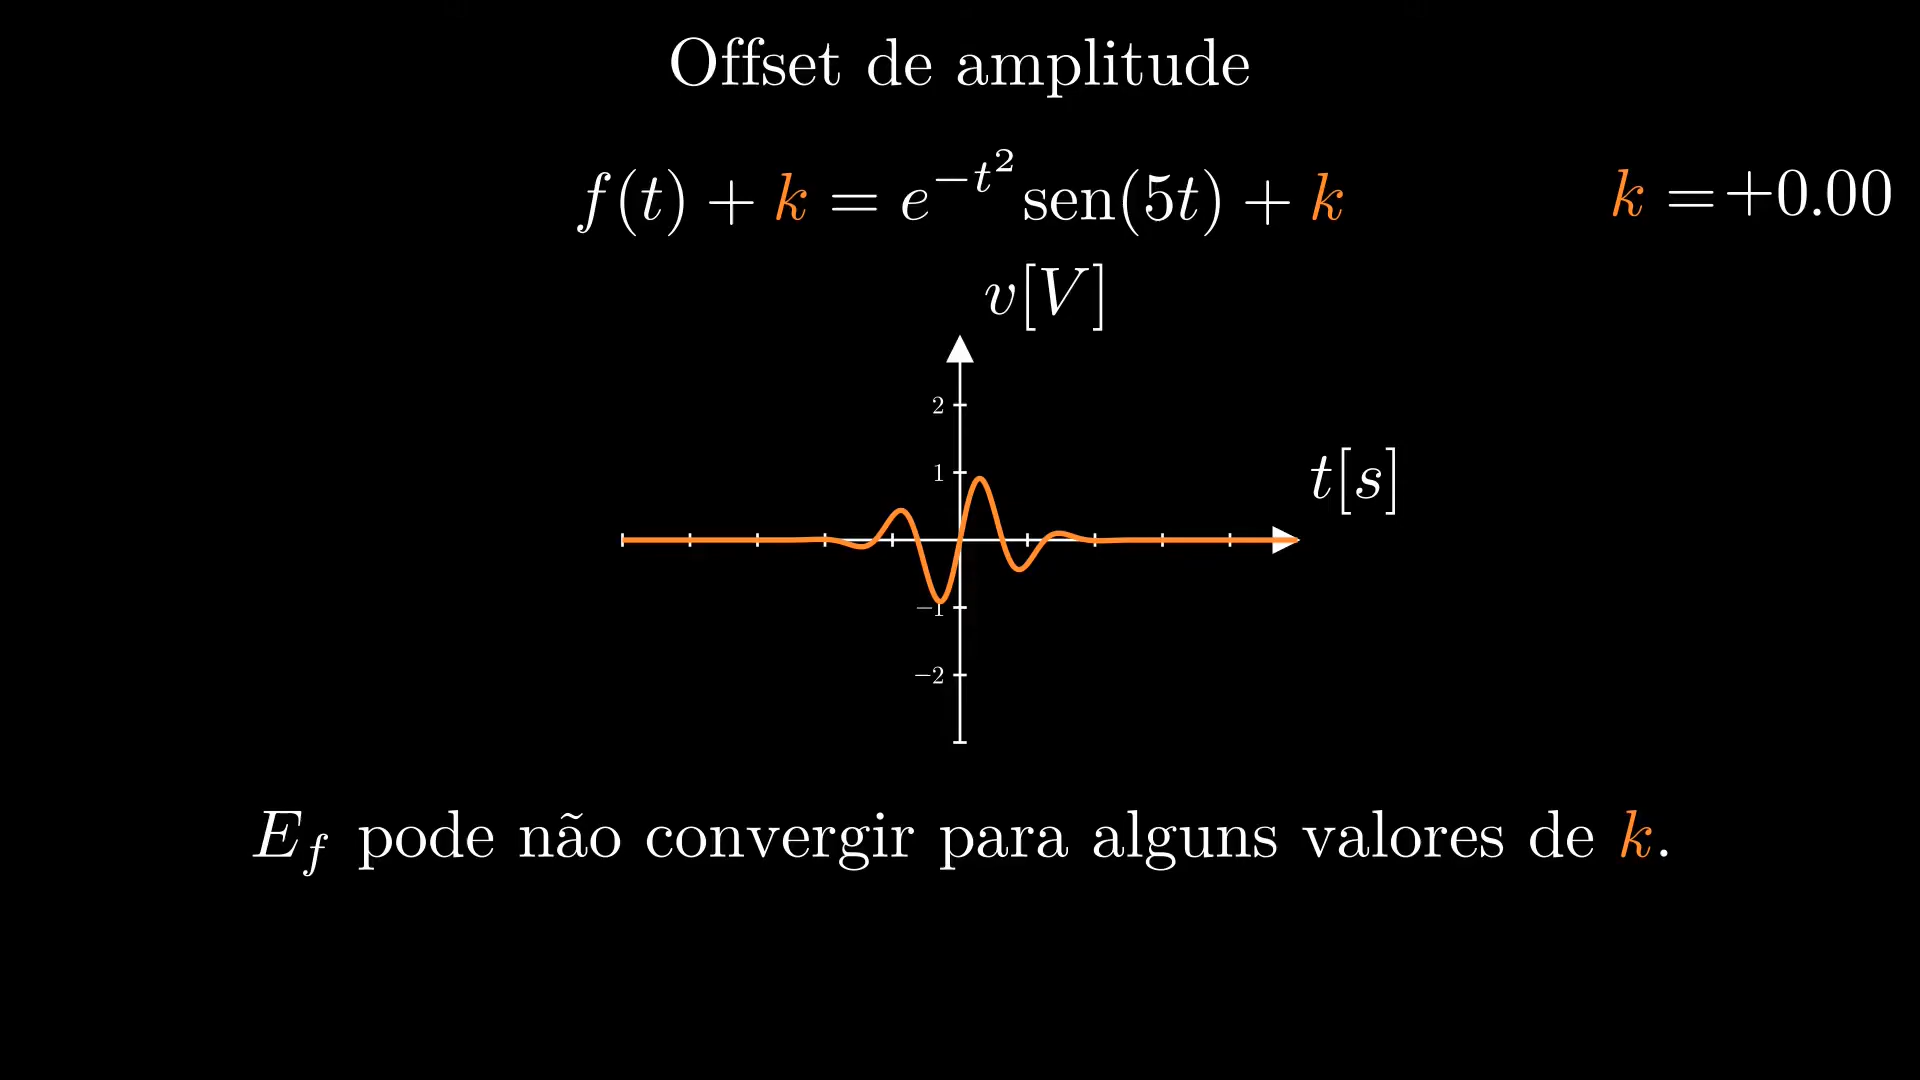 Offset de amplitude
f(t) + k = e^{-t^2} sen(5t) + k
k = +0.00
v[V]
2
1
t[s]
−1
−2
E_f pode não convergir para alguns valores de k.